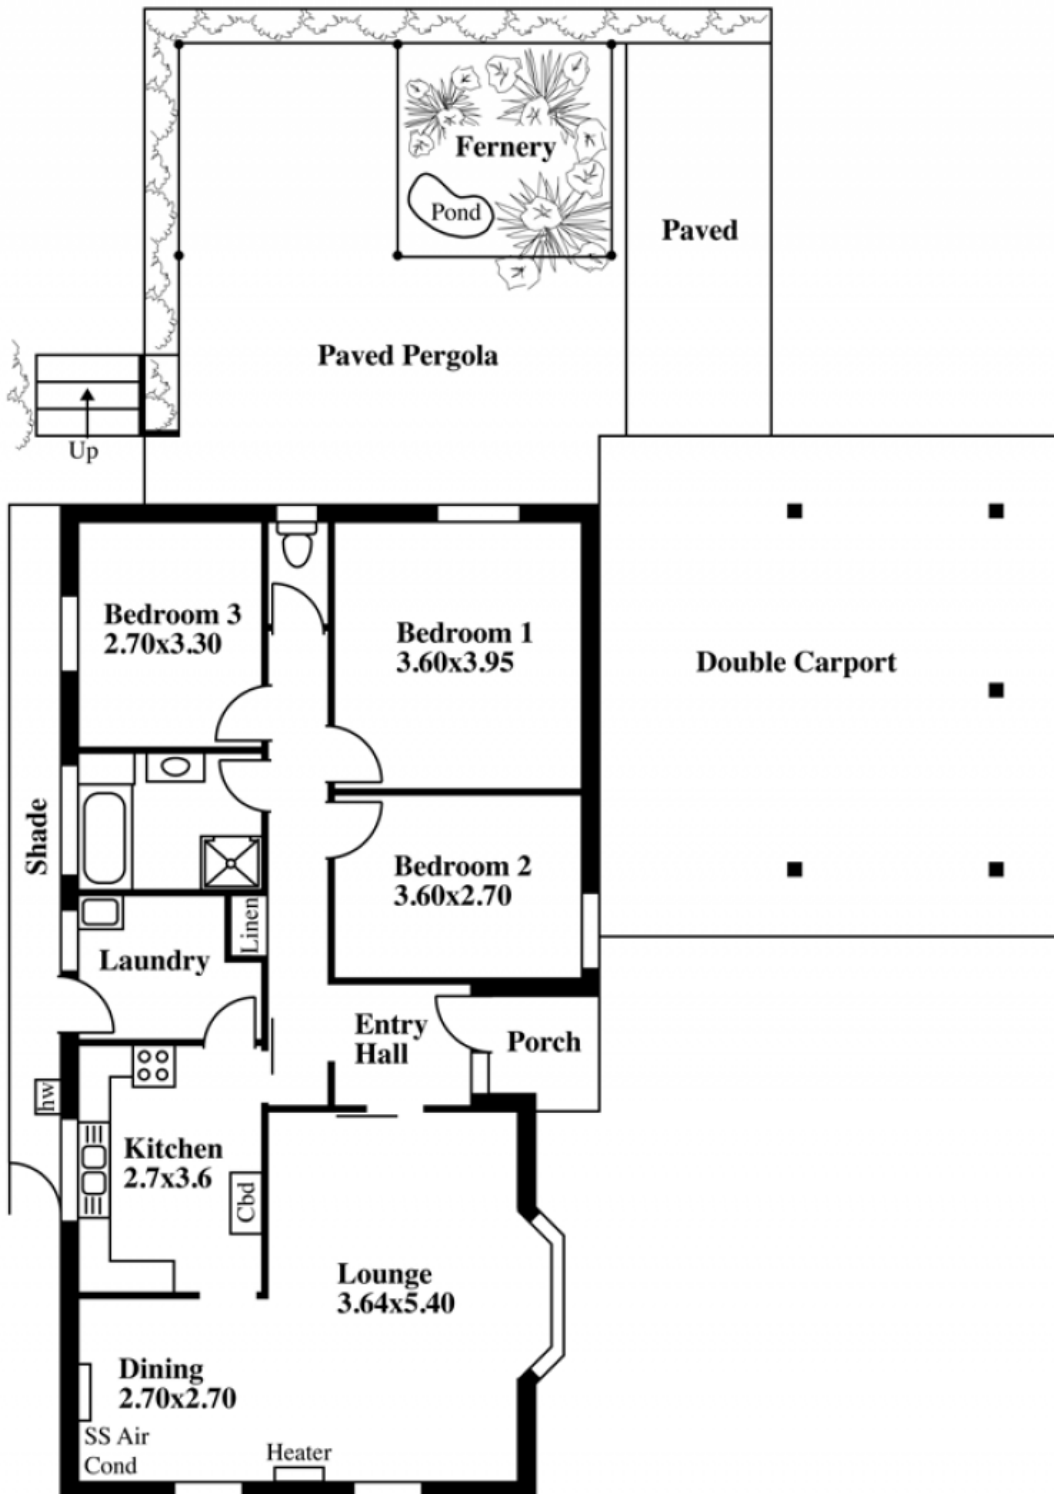 Fernery
Pond
Paved
Paved Pergola
Up
Bedroom 3
2.70x3.30
Bedroom 1
3.60x3.95
Double Carport
Shade
Bedroom 2
3.60x2.70
Linen
Laundry
Entry
Hall
Porch
hw
Kitchen
2.7x3.6
Cbd
Lounge
3.64x5.40
Dining
2.70x2.70
SS Air
Cond
Heater